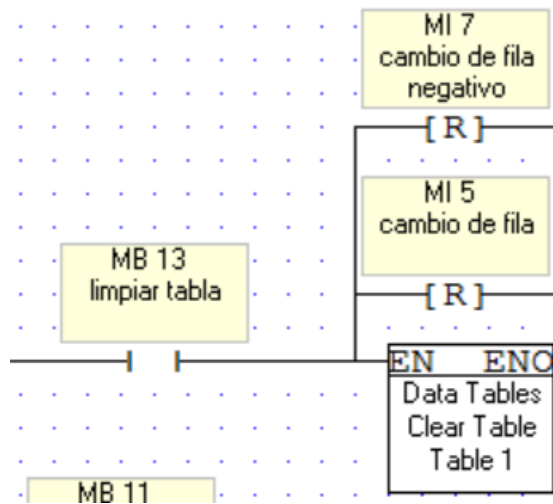 MI 7
cambio de fila
negativo
[ R ]
MI 5
cambio de fila
[ R ]
MB 13
limpiar tabla
EN ENO
Data Tables
Clear Table
Table 1
MB 11